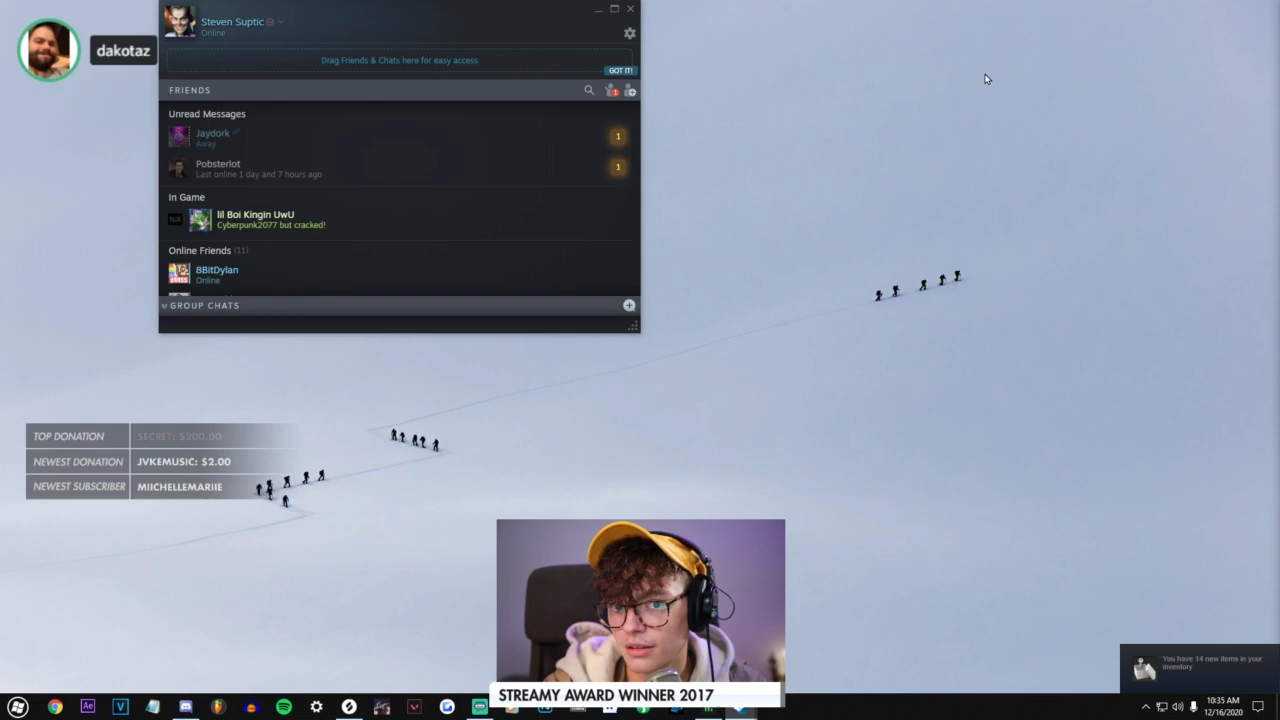 dakotaz
Steven Suptic
Online
Drag Friends & Chats here for easy access
GOT IT!
FRIENDS
1
Unread Messages
Jaydork
Away
1
Pobsterlot
Last online 1 day and 7 hours ago
1
In Game
N/A
lil Boi Kingin UwU
Cyberpunk2077 but cracked!
Online Friends (11)
8BitDylan
Online
GROUP CHATS
TOP DONATION SECRET: $200.00
NEWEST DONATION JVKEMUSIC: $2.00
NEWEST SUBSCRIBER MIICHELLEMARIIE
You have 14 new items in your
inventory
STREAMY AWARD WINNER 2017
Ae
V
10:35 AM
12/16/2020